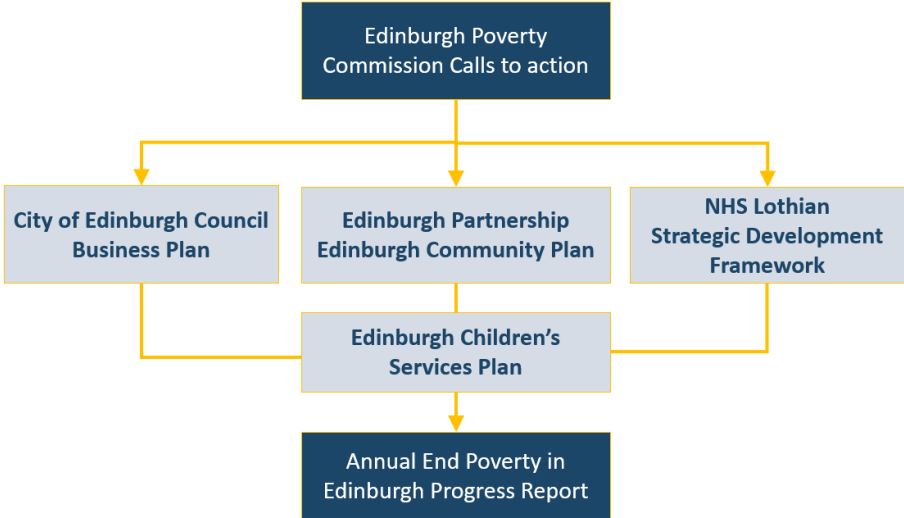 Edinburgh Poverty
Commission Calls to action
City of Edinburgh Council
Business Plan
Edinburgh Partnership
Edinburgh Community Plan
NHS Lothian
Strategic Development
Framework
Edinburgh Children’s
Services Plan
Annual End Poverty in
Edinburgh Progress Report